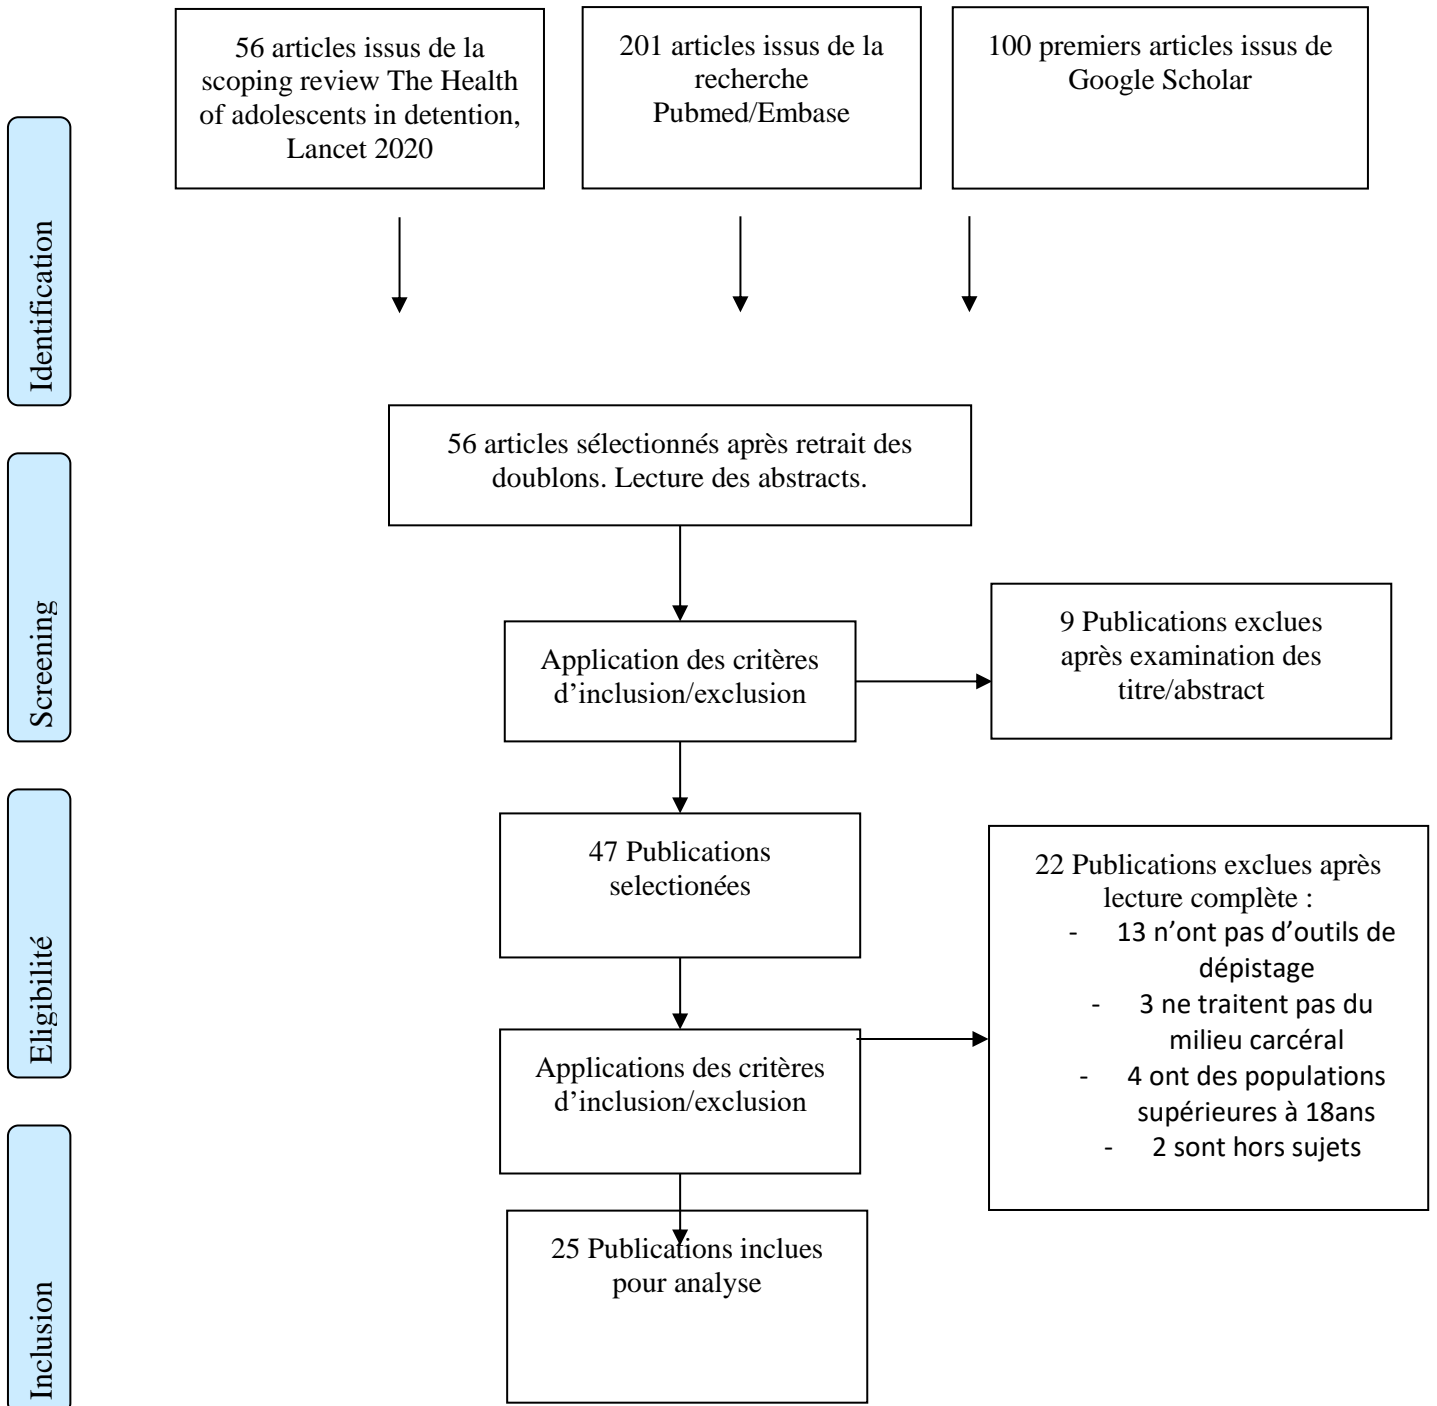 56 articles issus de la
scoping review The Health
of adolescents in detention,
Lancet 2020
201 articles issus de la
recherche
Pubmed/Embase
100 premiers articles issus de
Google Scholar
Identification
56 articles sélectionnés après retrait des
doublons. Lecture des abstracts.
Screening
Application des critères
d’inclusion/exclusion
9 Publications exclues
après examination des
titre/abstract
Eligibilité
47 Publications
selectionées
22 Publications exclues après
lecture complète :
- 13 n’ont pas d’outils de
dépistage
- 3 ne traitent pas du
milieu carcéral
- 4 ont des populations
supérieures à 18ans
- 2 sont hors sujets
Applications des critères
d’inclusion/exclusion
Inclusion
25 Publications inclues
pour analyse